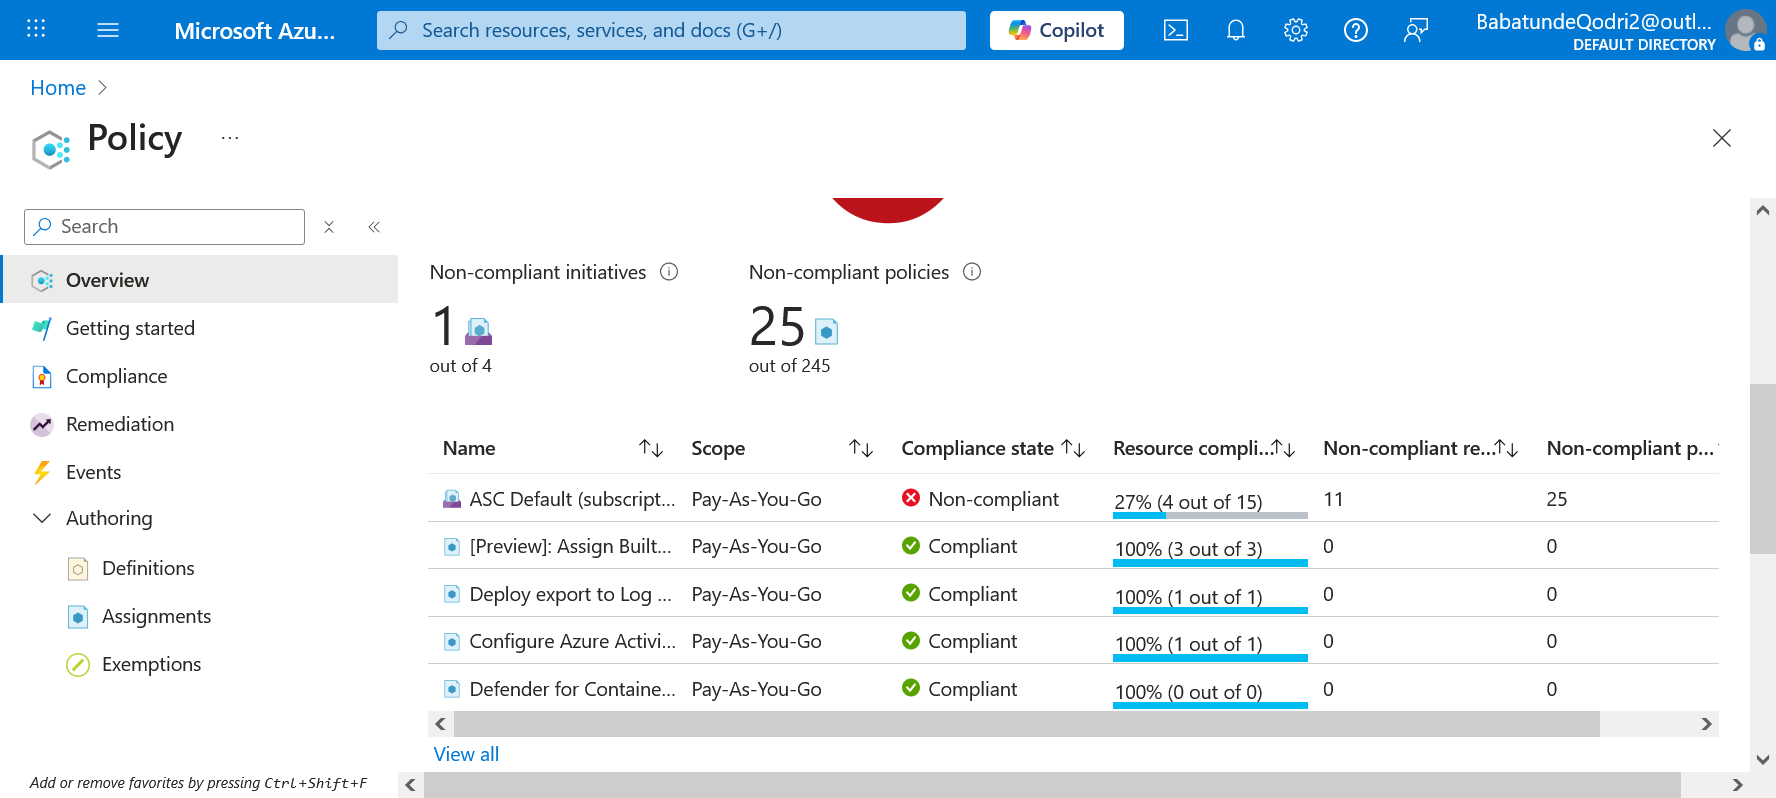 Microsoft Azu...
Search resources, services, and docs (G+/)
Copilot
BabatundeQodri2@outl...
DEFAULT DIRECTORY
Home
Policy
...
Search
Overview
Getting started
Compliance
Remediation
Events
Authoring
Definitions
Assignments
Exemptions
Add or remove favorites by pressing Ctrl+Shift+F
Non-compliant initiatives
1
out of 4
Non-compliant policies
25
out of 245
Name Scope Compliance state Resource compli... Non-compliant re... Non-compliant p...
ASC Default (subscript... Pay-As-You-Go Non-compliant 27% (4 out of 15) 11 25
[Preview]: Assign Built... Pay-As-You-Go Compliant 100% (3 out of 3) 0 0
Deploy export to Log ... Pay-As-You-Go Compliant 100% (1 out of 1) 0 0
Configure Azure Activi... Pay-As-You-Go Compliant 100% (1 out of 1) 0 0
Defender for Containe... Pay-As-You-Go Compliant 100% (0 out of 0) 0 0
View all